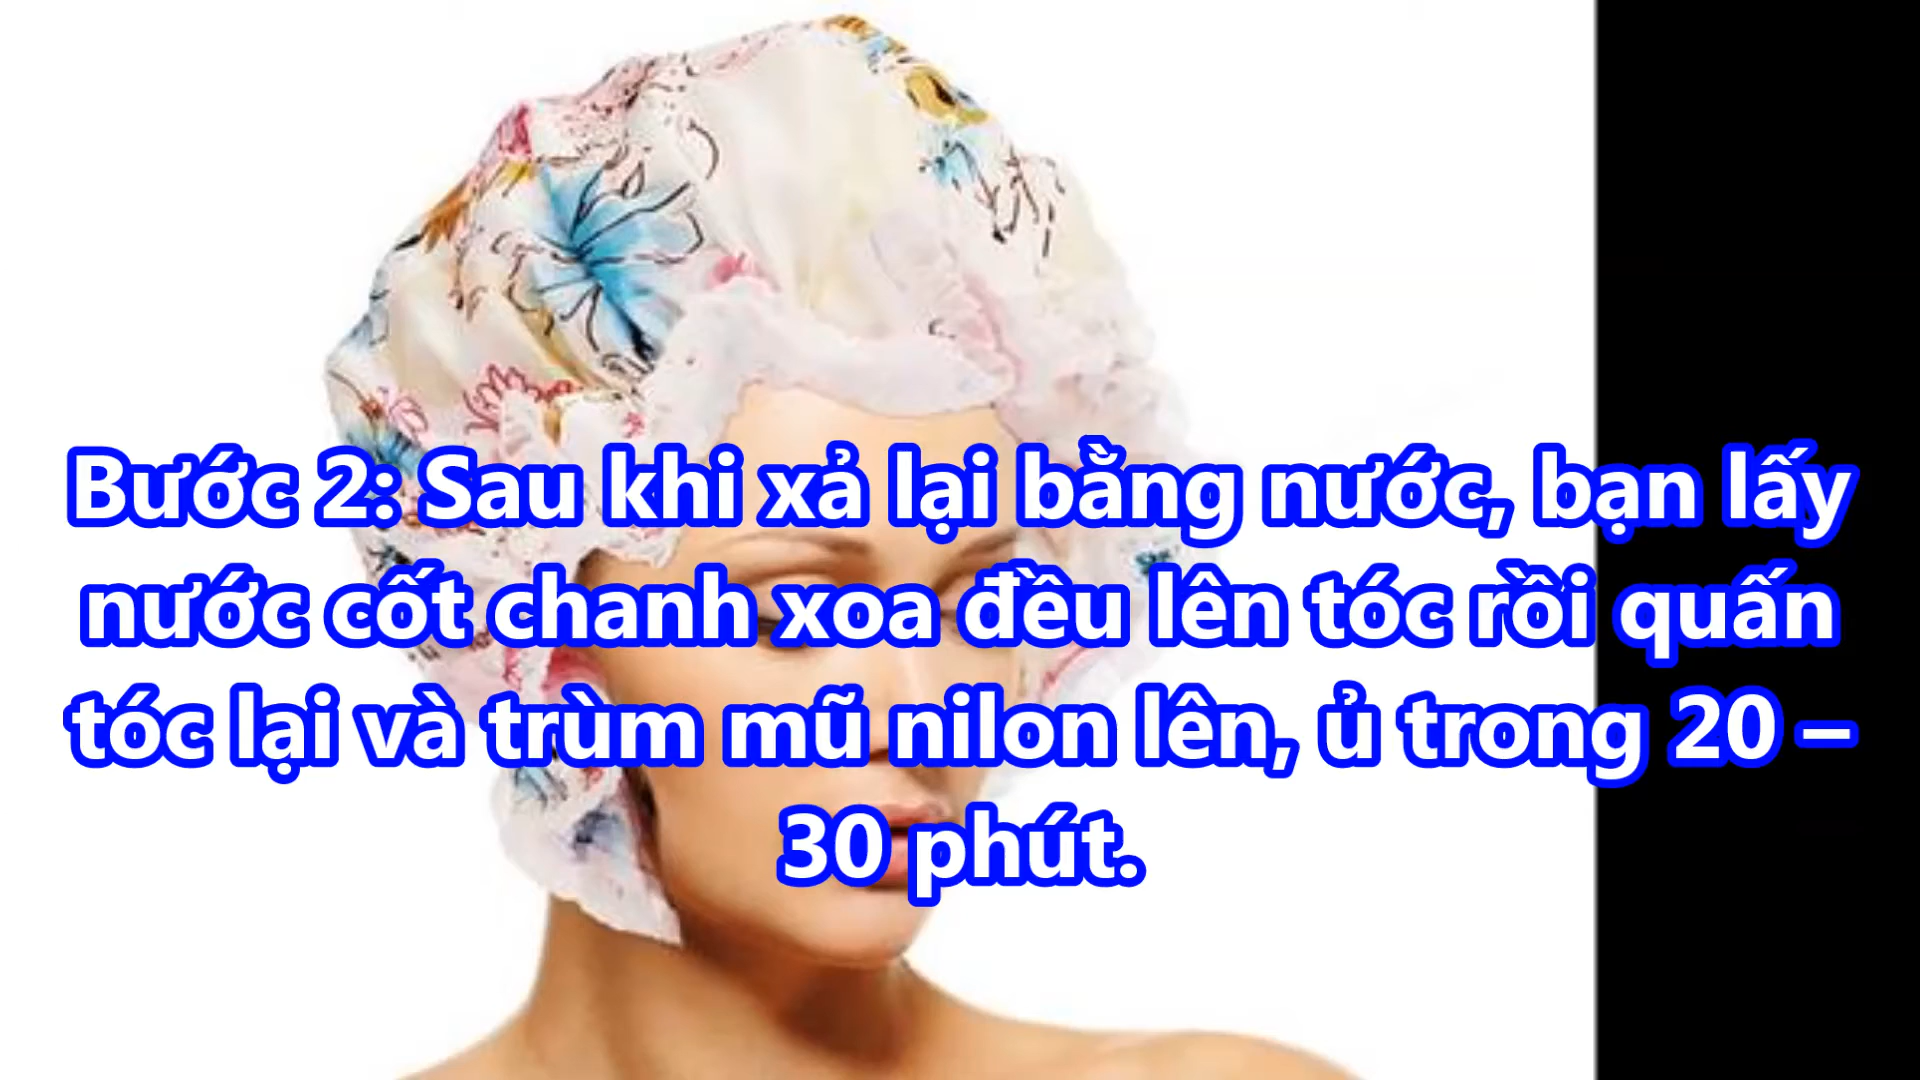 Bước 2: Sau khi xả lại bằng nước, bạn lấy
nước cốt chanh xoa đều lên tóc rồi quấn
tóc lại và trùm mũ nilon lên, ủ trong 20 –
30 phút.